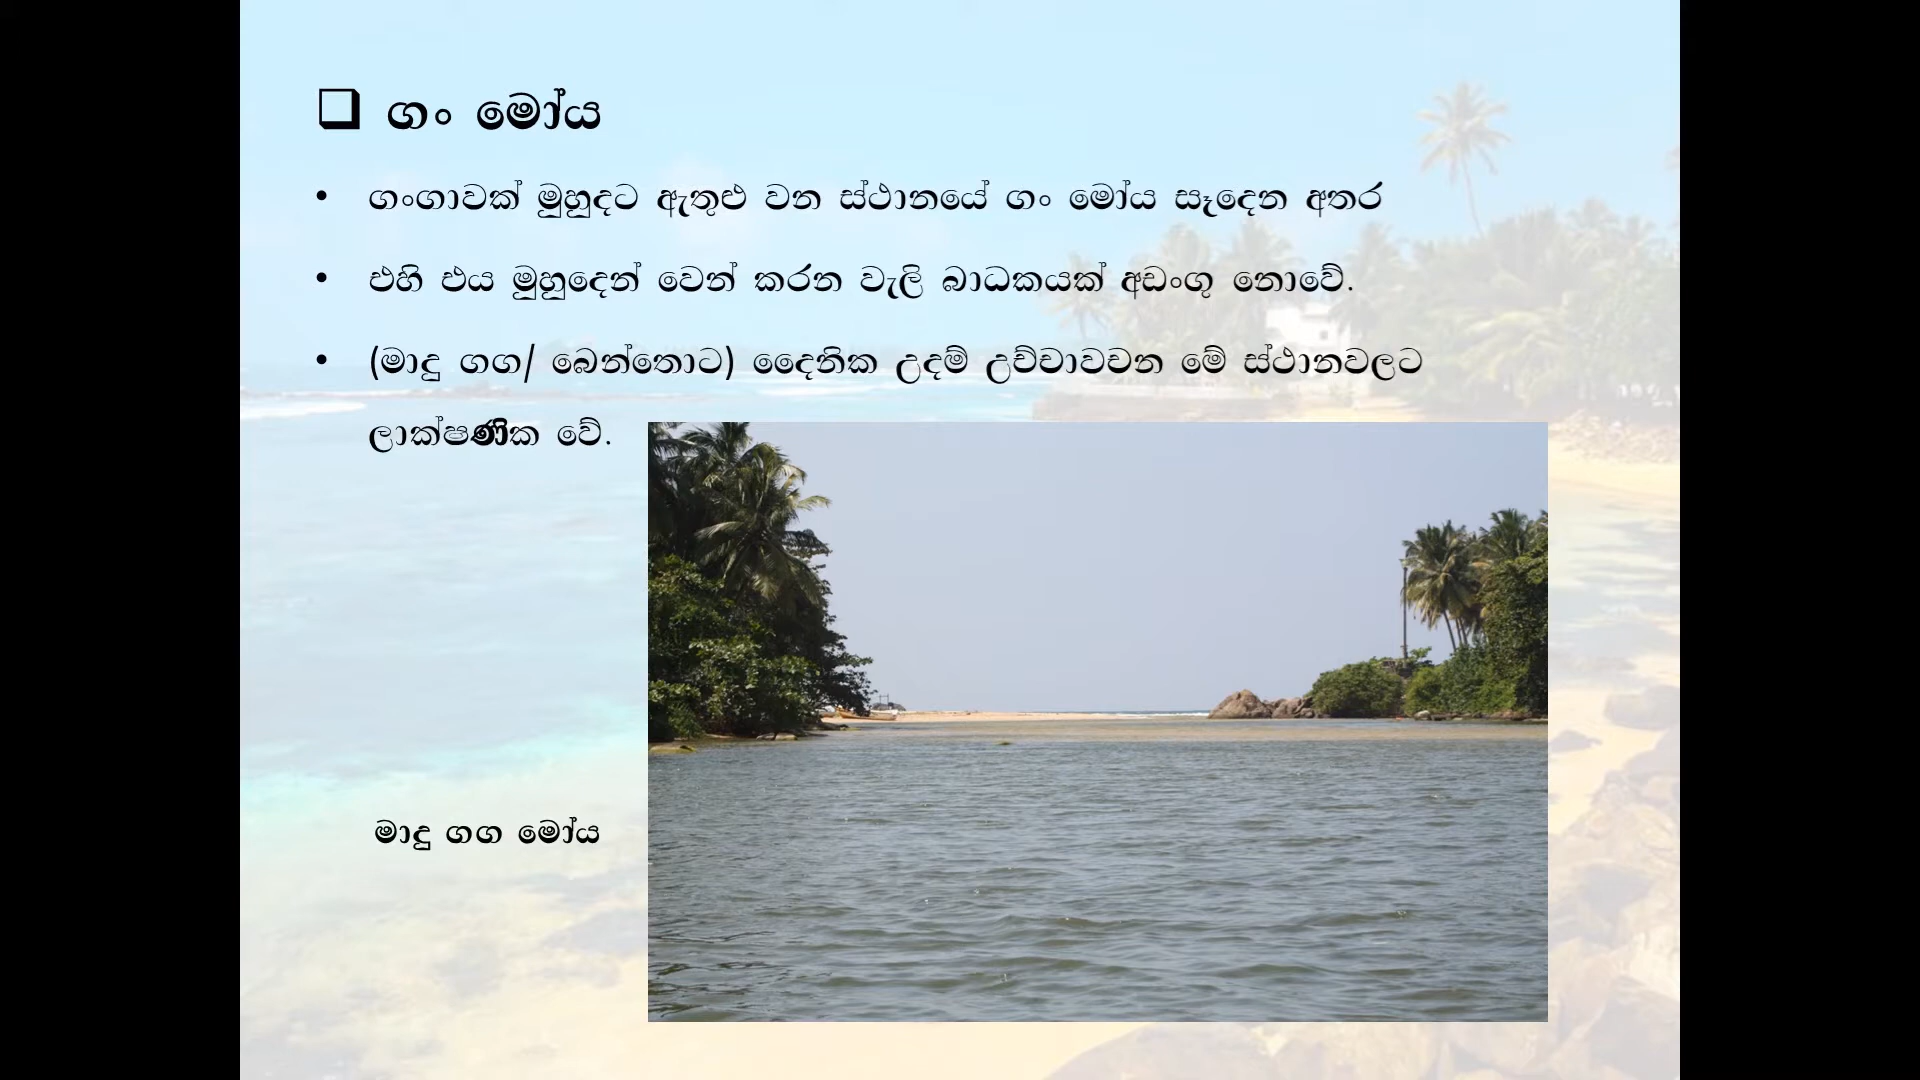 ❑ ගං මෝය
• ගංගාවක් මුහුදට ඇතුළු වන ස්ථානයේ ගං මෝය සෑදෙන අතර
• එහි එය මුහුදෙන් වෙන් කරන වැලි බාධකයක් අඩංගු නොවේ.
• (මාදු ගඟ/ බෙන්තොට) දෛනික උදම් උච්චාවචන මේ ස්ථානවලට
ලාක්ෂණික වේ.
මාදු ගඟ මෝය